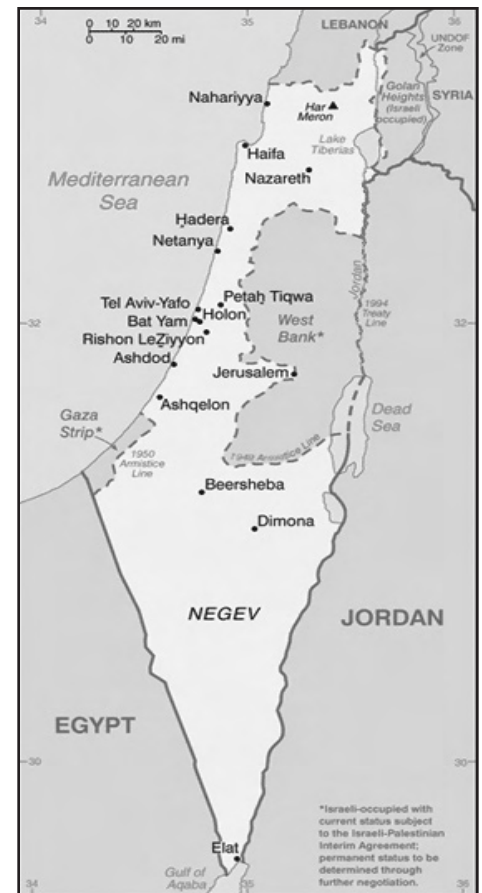 34
35
36
0 10 20 km
0 10 20 mi
LEBANON
UNDOF
Zone
Golan
Heights
(Israeli
occupied)
SYRIA
Nahariyya
Har
Meron
Lake
Tiberias
Haifa
Nazareth
Mediterranean
Sea
Hadera
Netanya
Jordan
Tel Aviv-Yafo
Petaẖ Tiqwa
Holon
Bat Yam
1994
Treaty
Line
32
32
West
Bank*
Rishon LeZiyyon
Ashdod
Jerusalem
Ashqelon
Dead
Sea
Gaza
Strip*
1950
Armistice
Line
1949 Armistice Line
Beersheba
Dimona
NEGEV
JORDAN
EGYPT
30
30
*Israeli-occupied with
current status subject
to the Israeli-Palestinian
Interim Agreement;
permanent status to be
determined through
further negotiation.
Elat
Gulf of
Aqaba
34
35
36